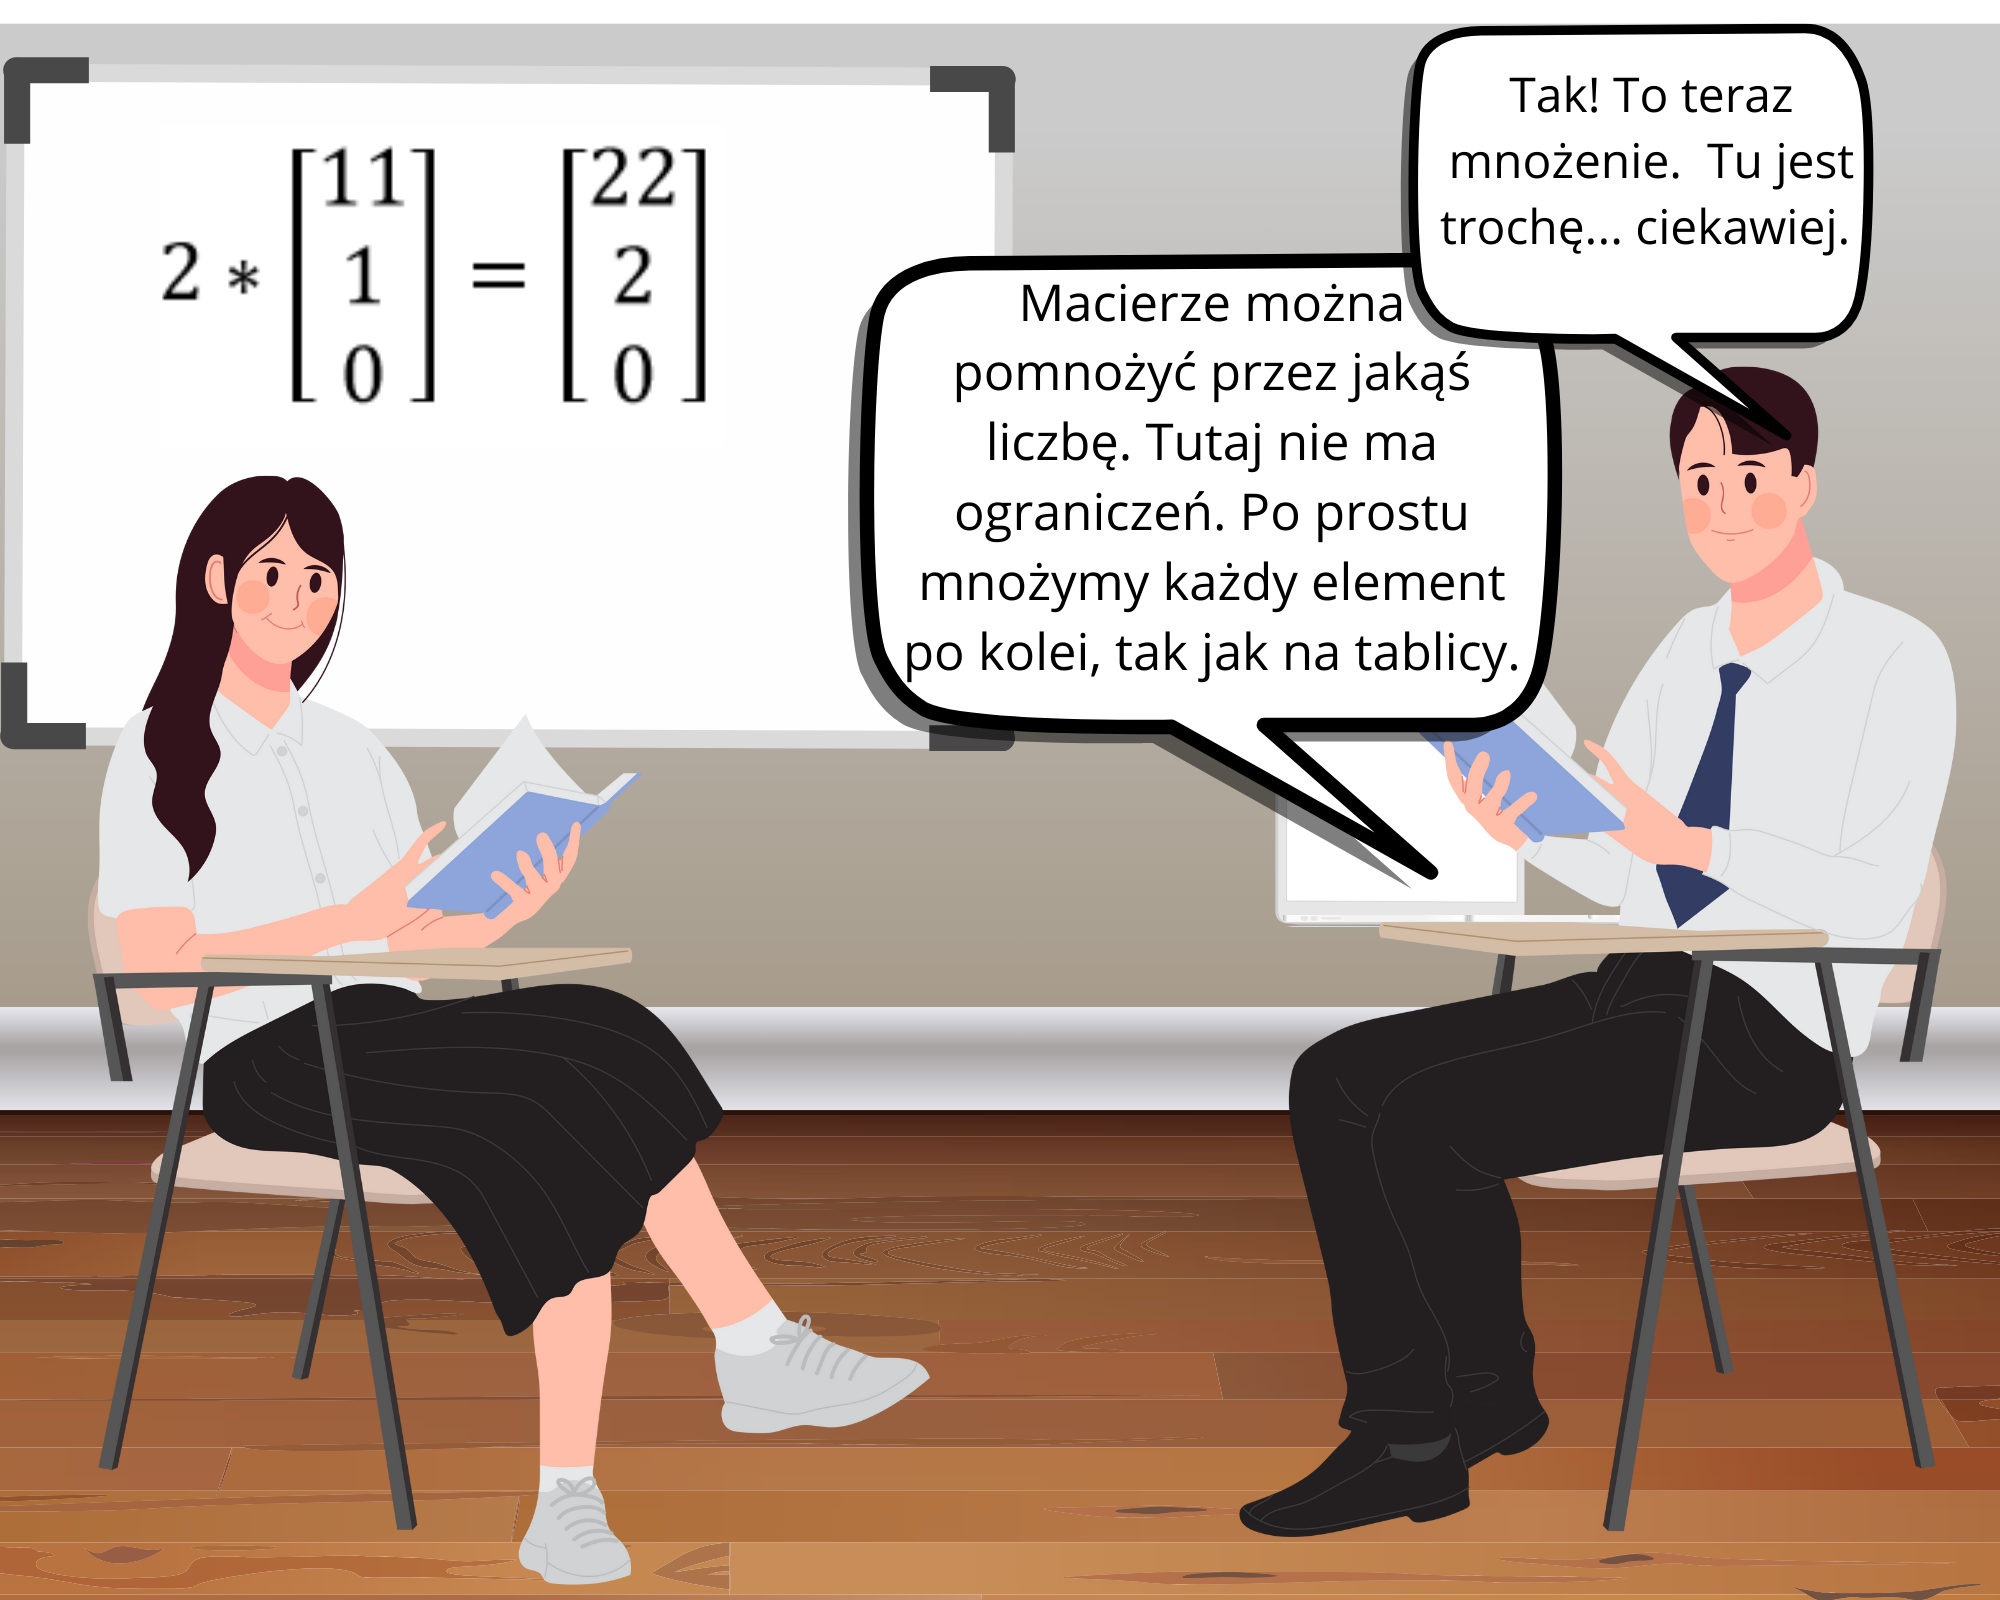 2 * [11 1 0] = [22 2 0]
Tak! To teraz
mnożenie. Tu jest
trochę... ciekawiej.
Macierze można
pomnożyć przez jakąś
liczbę. Tutaj nie ma
ograniczeń. Po prostu
mnożymy każdy element
po kolei, tak jak na tablicy.